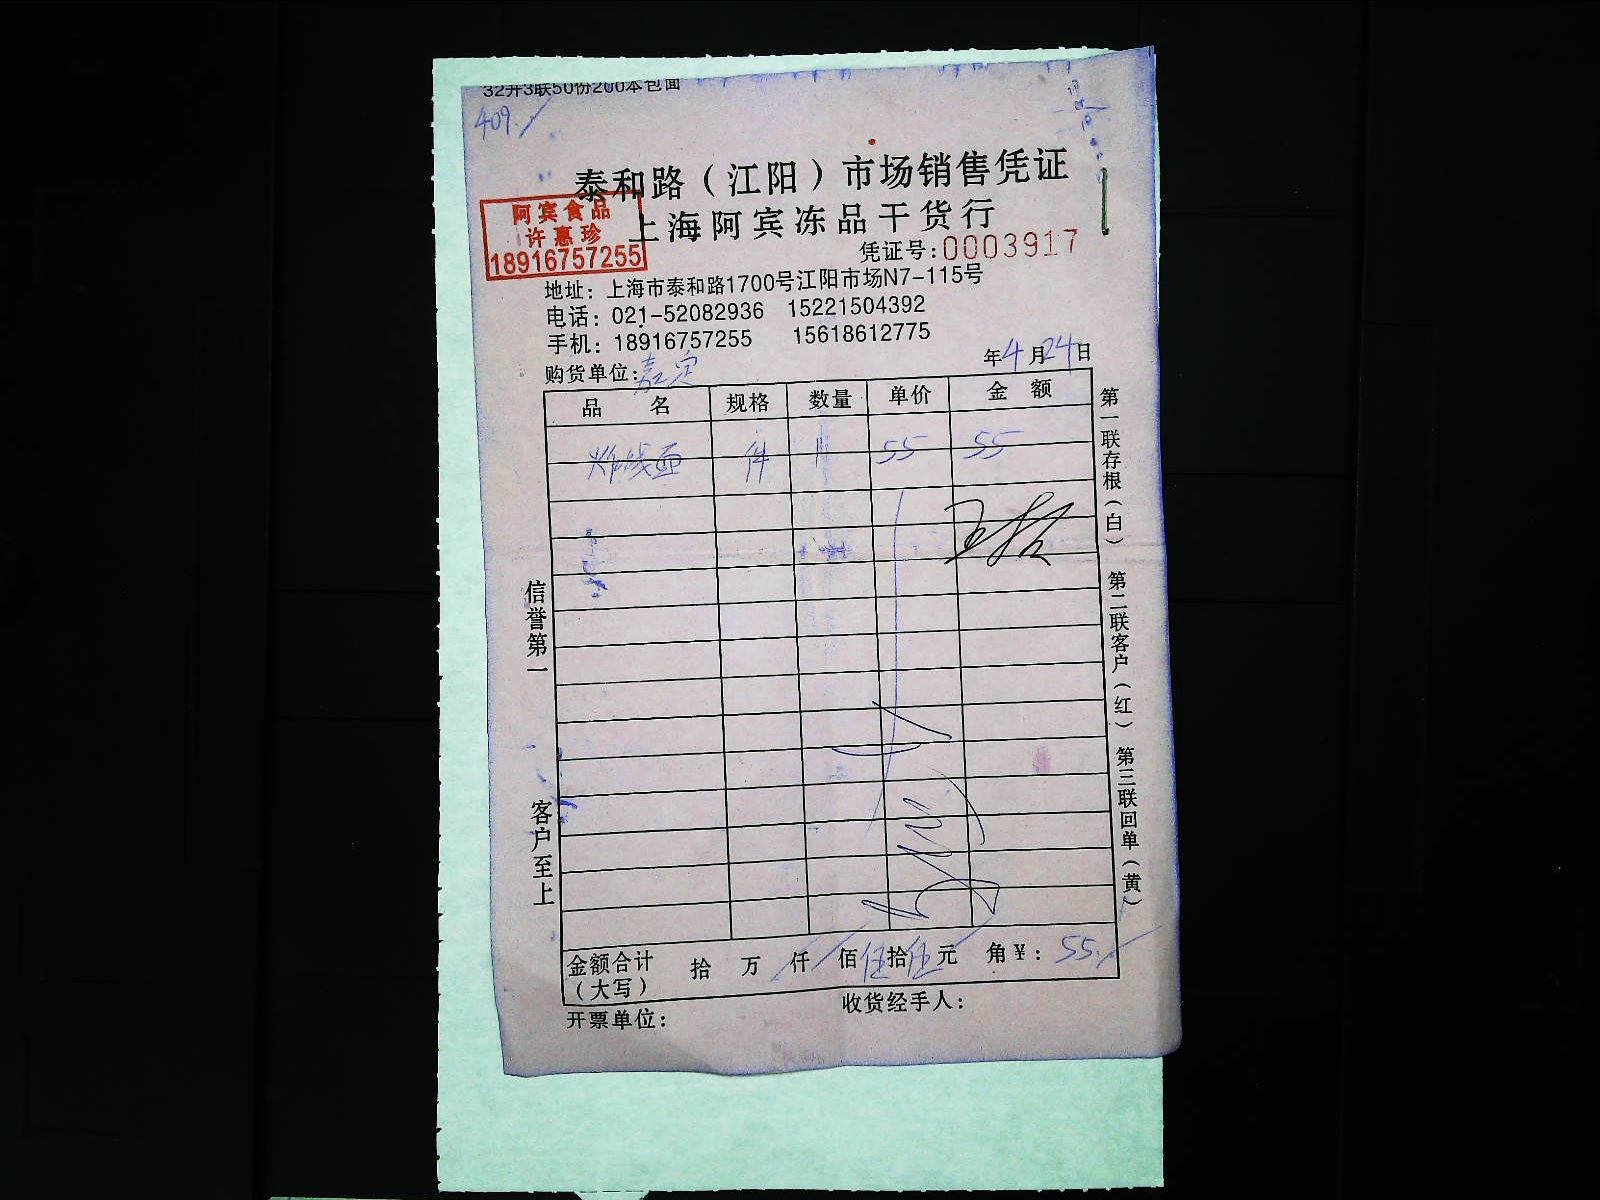 32开3联50份200本包面
409.
泰和路（江阳）市场销售凭证
上海阿宾冻品干货行
阿宾食品
许惠珍
18916757255
凭证号:0003917
地址：上海市泰和路1700号江阳市场N7-115号
电话：021-52082936 15221504392
手机：18916757255 15618612775
购货单位:嘉定
年4月24日
品名 规格 数量 单价 金额
炸线面 件 1 55 55
信誉第一
客户至上
第一联存根（白） 第二联客户（红） 第三联回单（黄）
金额合计（大写） 拾 万 仟 佰伍拾伍元 角¥：55.
开票单位：
收货经手人：